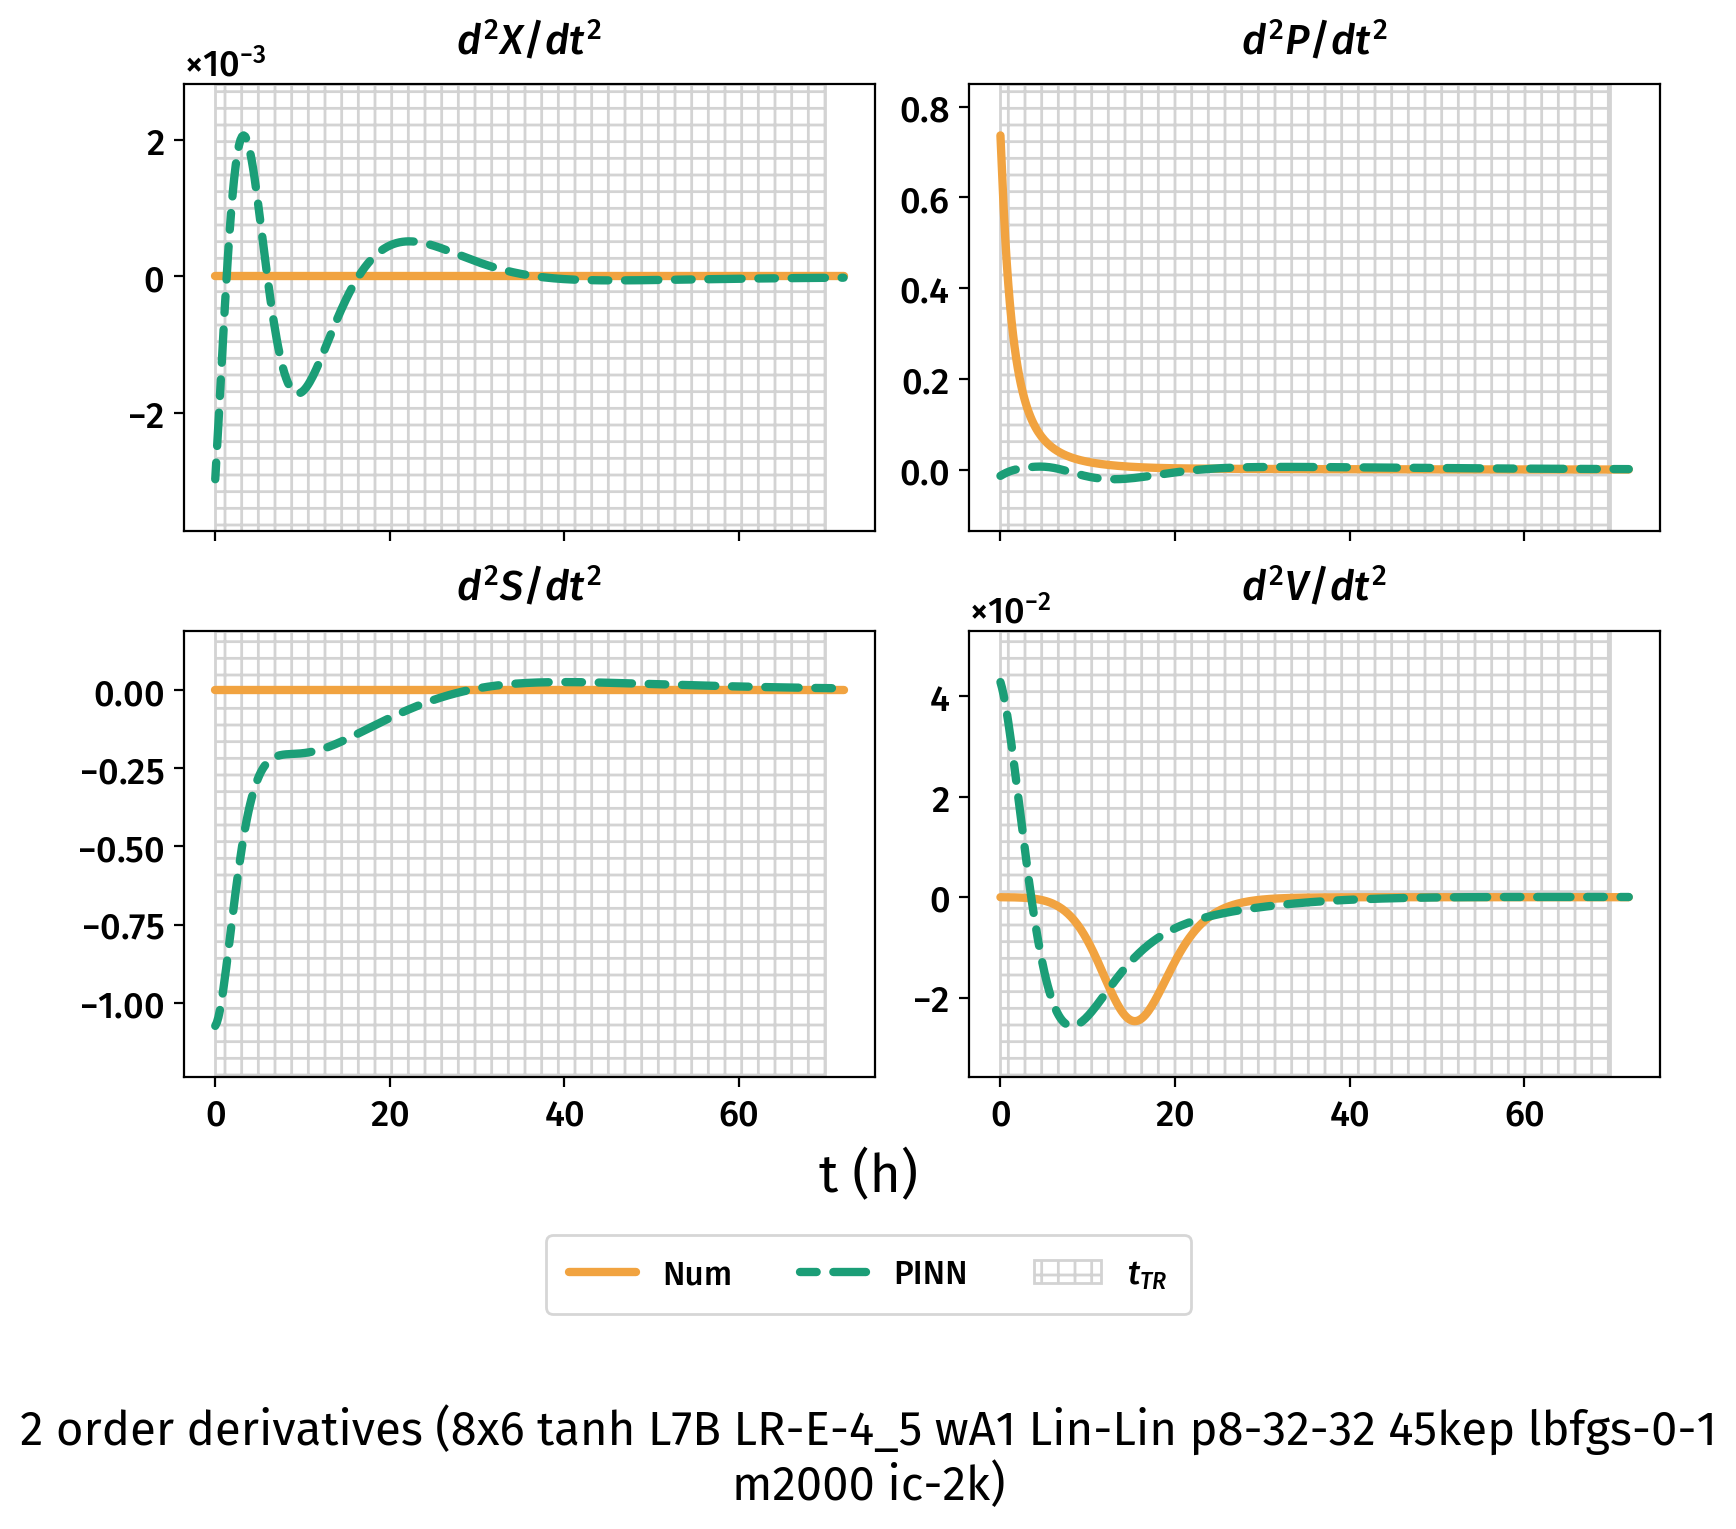 d²X/dt²
×10⁻³
2
0
−2
d²P/dt²
0.8
0.6
0.4
0.2
0.0
d²S/dt²
0.00
−0.25
−0.50
−0.75
−1.00
0 20 40 60
d²V/dt²
×10⁻²
4
2
0
−2
0 20 40 60
t (h)
Num PINN t_TR
2 order derivatives (8x6 tanh L7B LR-E-4_5 wA1 Lin-Lin p8-32-32 45kep lbfgs-0-1
m2000 ic-2k)